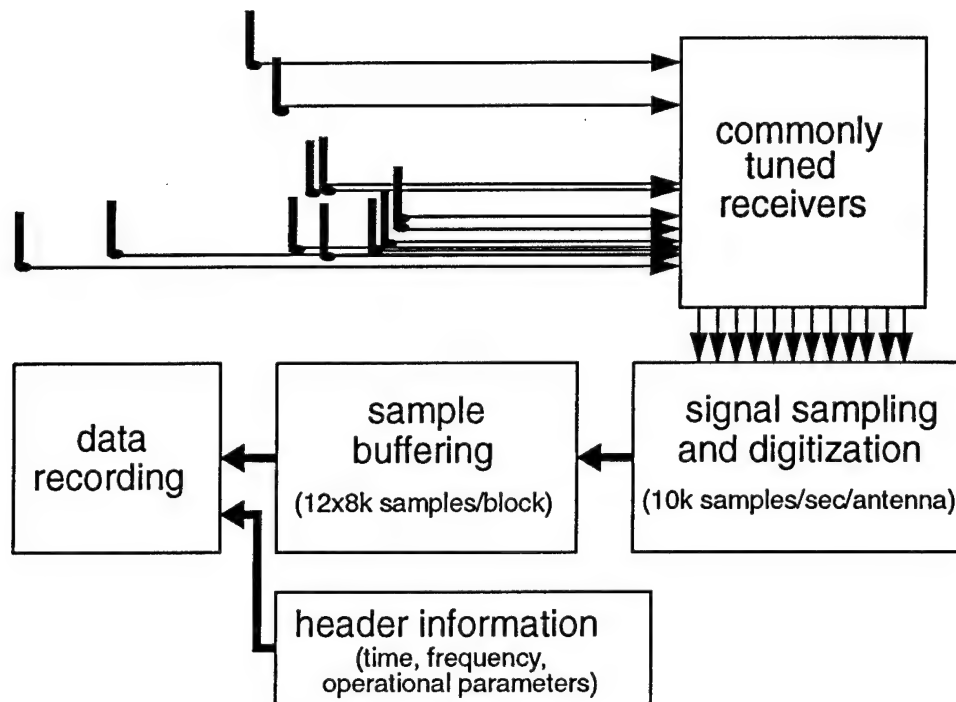 commonly
tuned
receivers
data
recording
sample
buffering
(12x8k samples/block)
signal sampling
and digitization
(10k samples/sec/antenna)
header information
(time, frequency,
operational parameters)